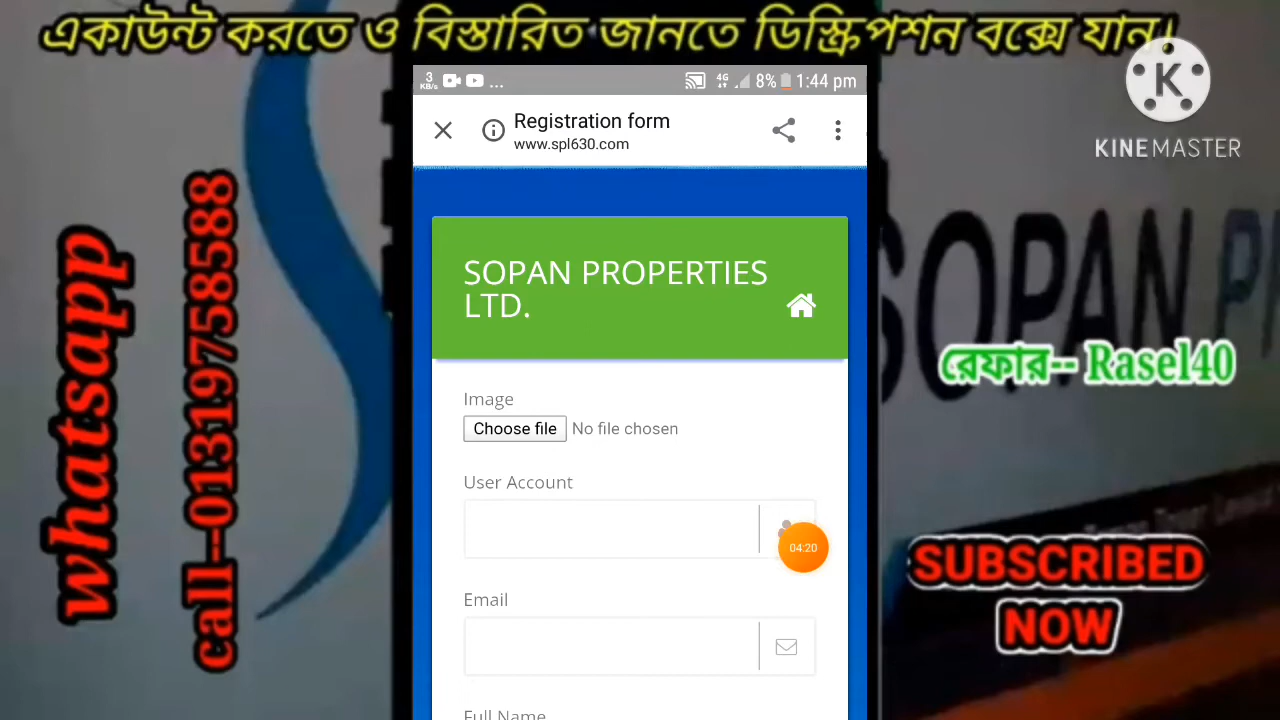 একাউন্ট করতে ও বিস্তারিত জানতে ডিস্ক্রিপশন বক্সে যান।
3 KB/s ... 4G 8% 1:44 pm
Registration form
www.spl630.com
K
KINEMASTER
SOPAN PROPERTIES
LTD.
Image
Choose file No file chosen
User Account
04:20
Email
Full Name
whatsapp
call--01319758588
SOPAN P
রেফার-- Rasel40
SUBSCRIBED
NOW